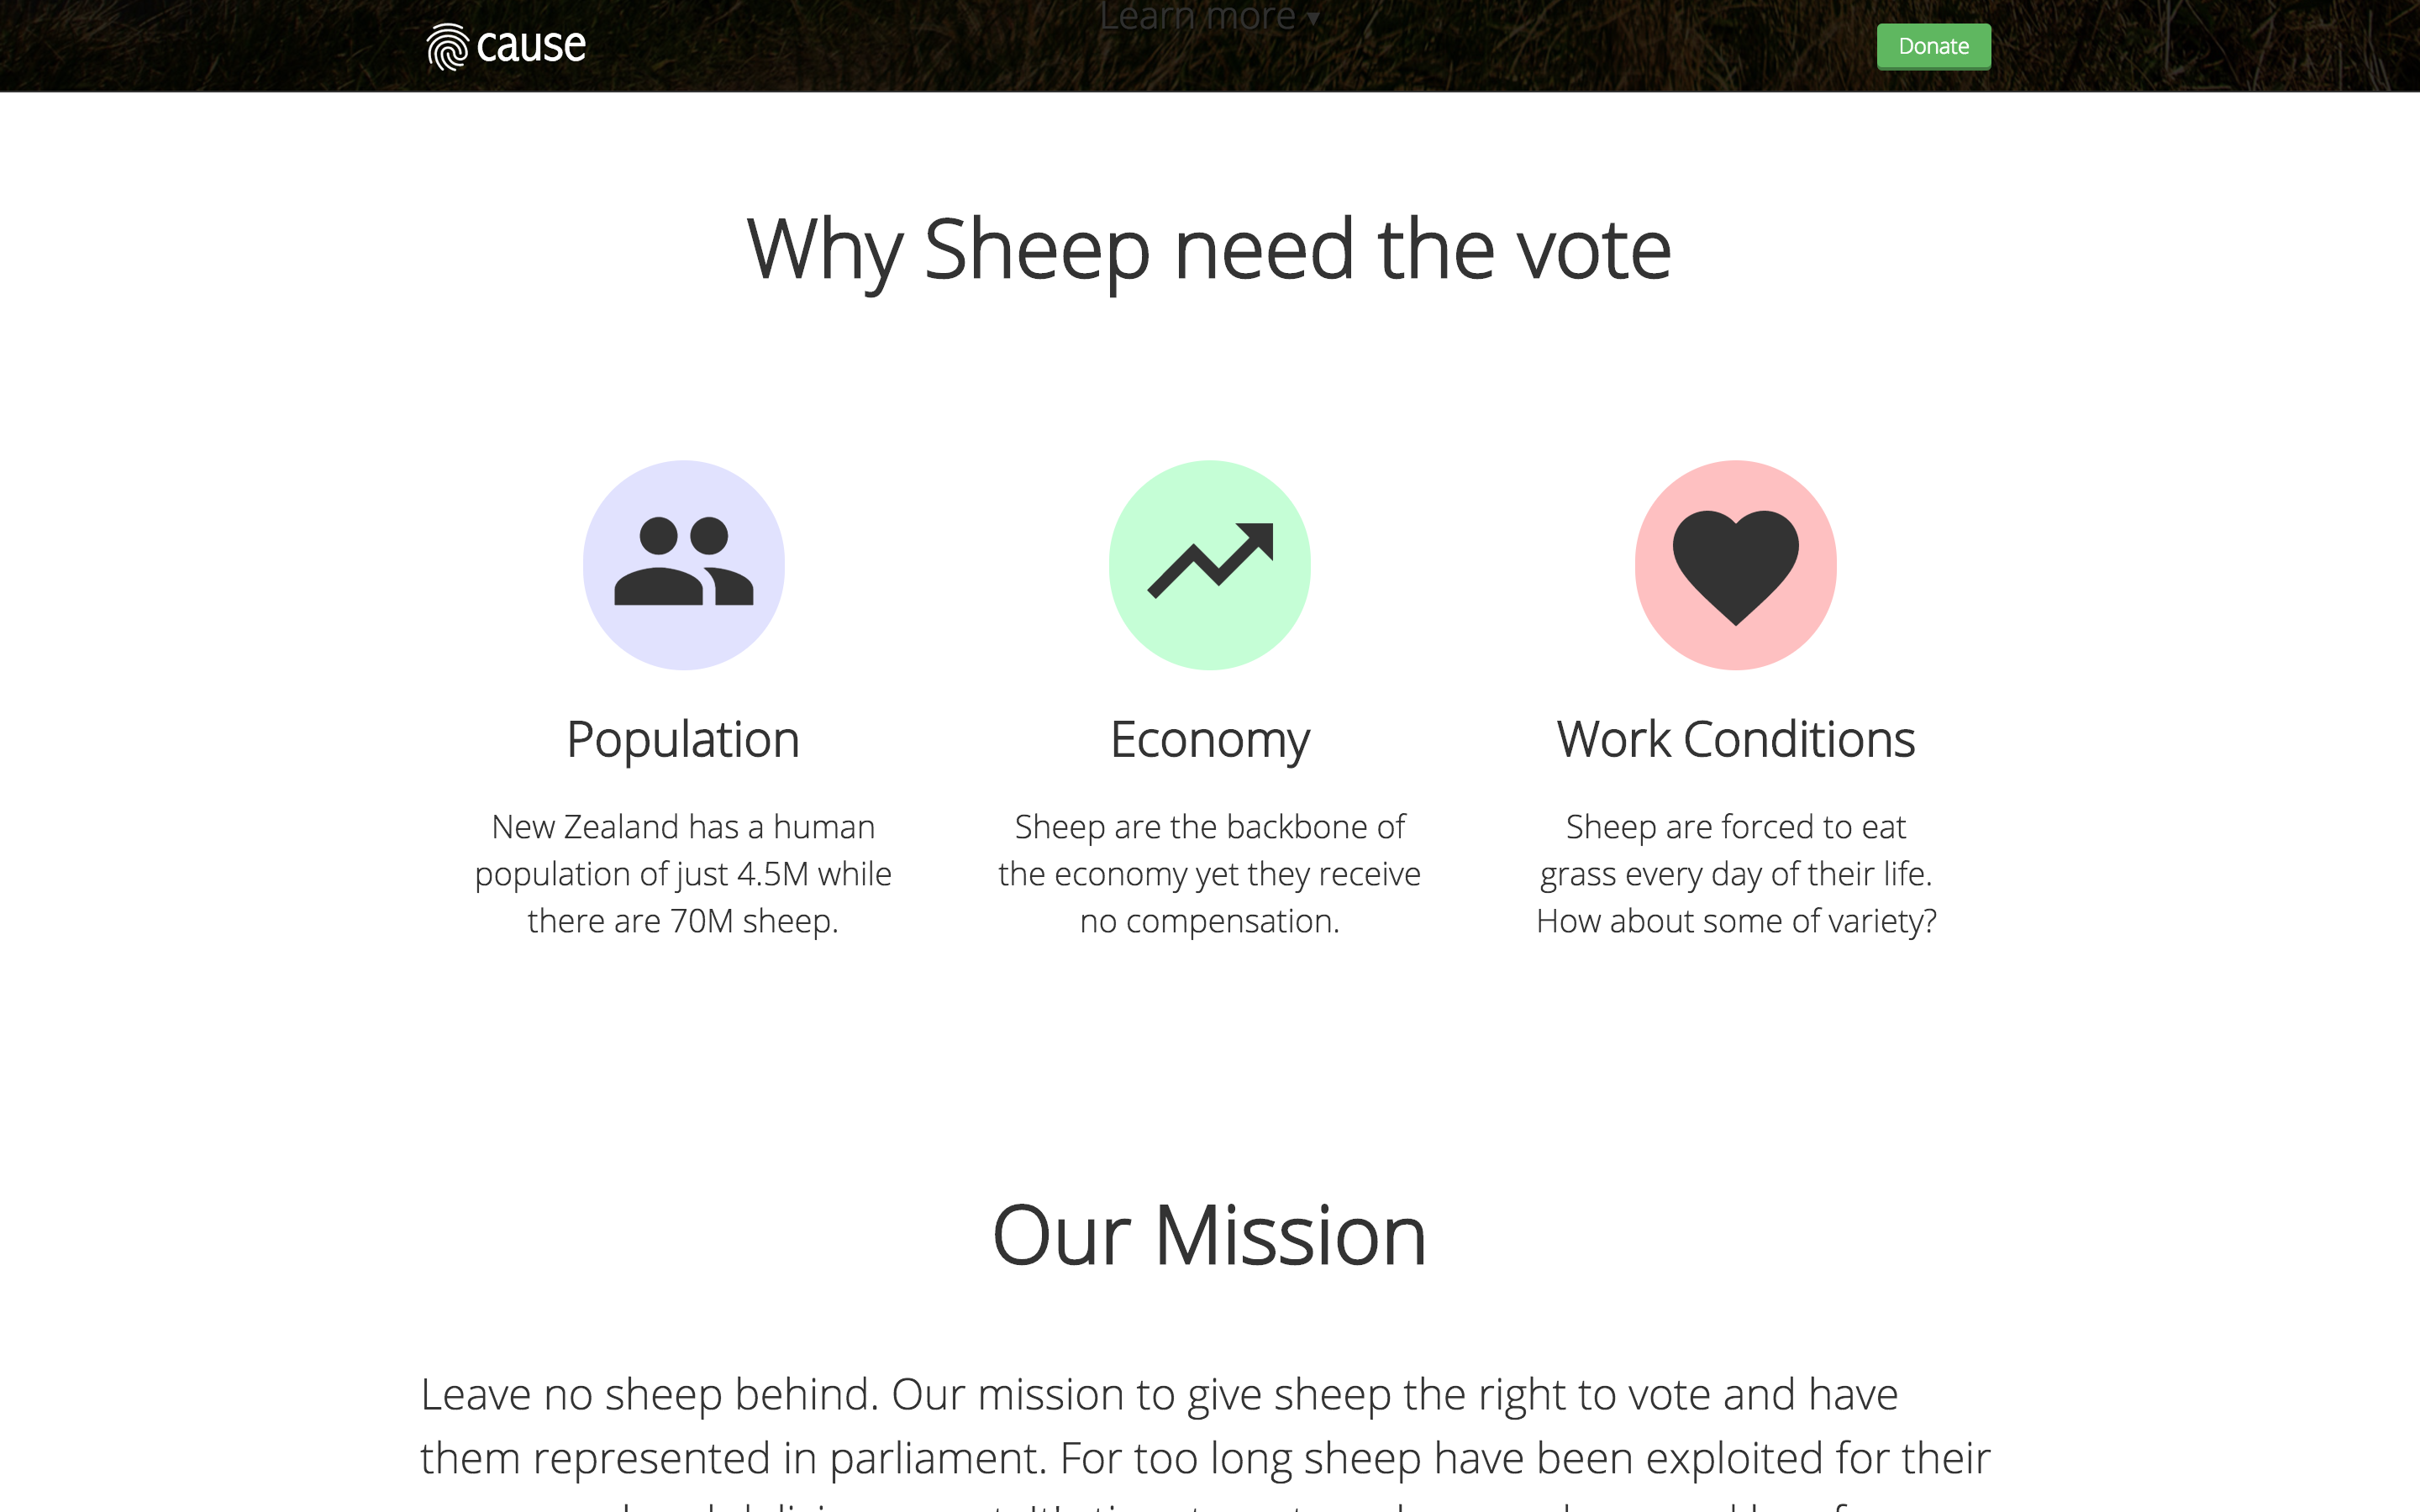 Learn more ▾
cause
Donate
Why Sheep need the vote
Population
New Zealand has a human
population of just 4.5M while
there are 70M sheep.
Economy
Sheep are the backbone of
the economy yet they receive
no compensation.
Work Conditions
Sheep are forced to eat
grass every day of their life.
How about some of variety?
Our Mission
Leave no sheep behind. Our mission to give sheep the right to vote and have
them represented in parliament. For too long sheep have been exploited for their